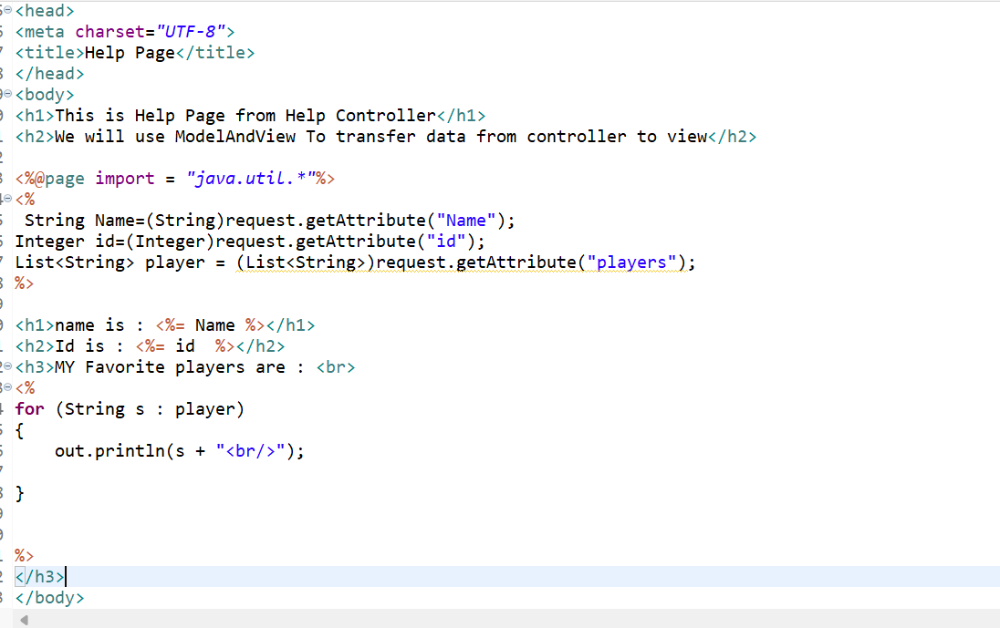 <head>
<meta charset="UTF-8">
<title>Help Page</title>
</head>
<body>
<h1>This is Help Page from Help Controller</h1>
<h2>We will use ModelAndView To transfer data from controller to view</h2>
<%@page import = "java.util.*"%>
<%
String Name=(String)request.getAttribute("Name");
Integer id=(Integer)request.getAttribute("id");
List<String> player = (List<String>)request.getAttribute("players");
%>
<h1>name is : <%= Name %></h1>
<h2>Id is : <%= id  %></h2>
<h3>MY Favorite players are : <br>
<%
for (String s : player)
{
    out.println(s + "<br/>");
}
%>
</h3>
</body>